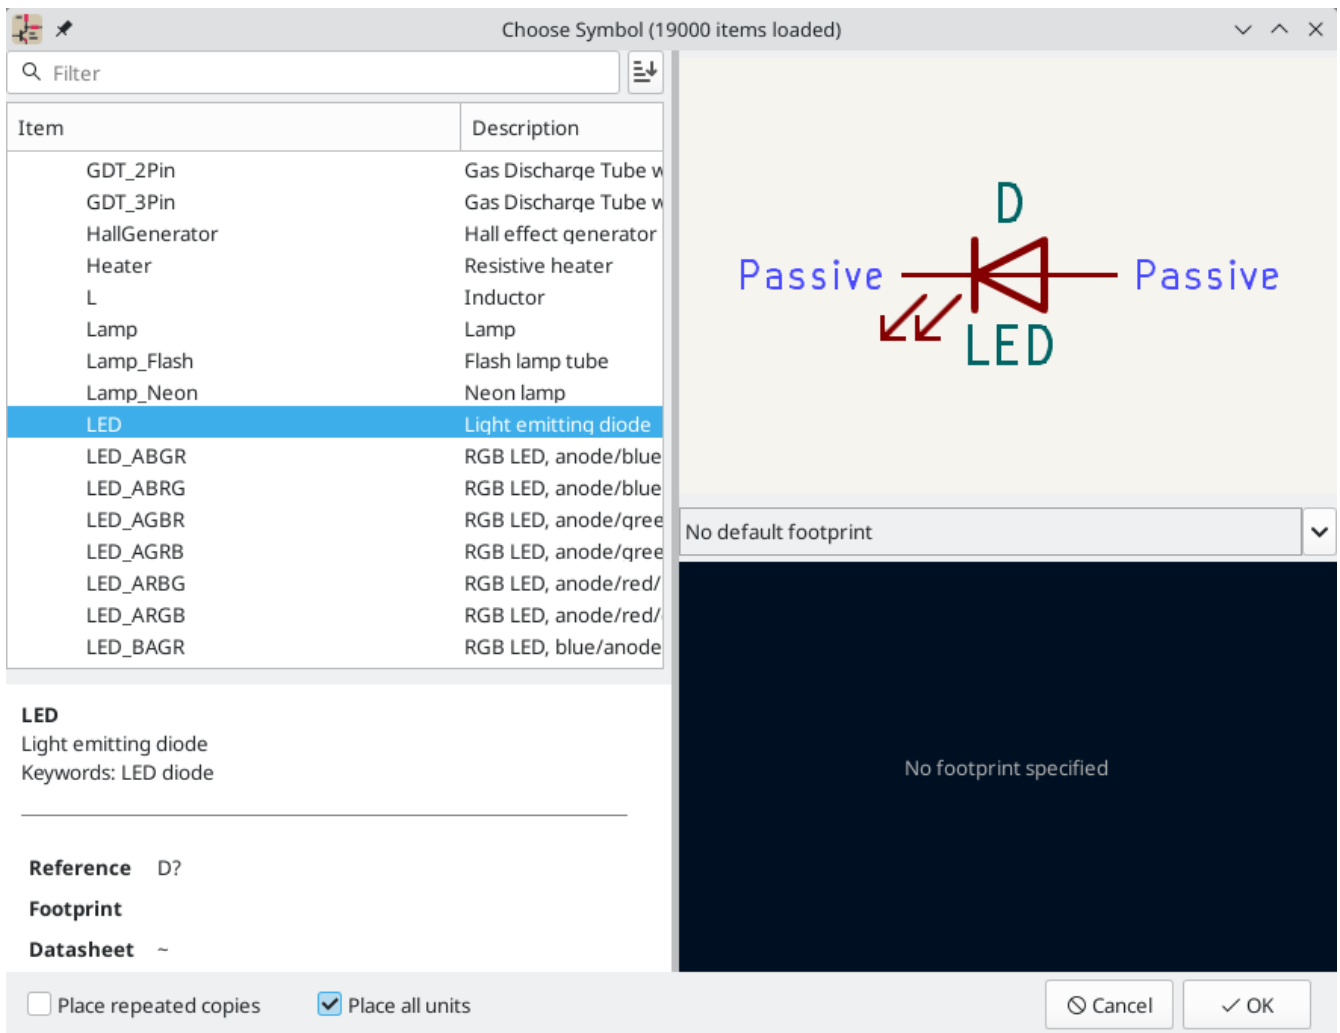 Choose Symbol (19000 items loaded)
Filter
Item Description
GDT_2Pin Gas Discharge Tube w
GDT_3Pin Gas Discharge Tube w
HallGenerator Hall effect generator
Heater Resistive heater
L Inductor
Lamp Lamp
Lamp_Flash Flash lamp tube
Lamp_Neon Neon lamp
LED Light emitting diode
LED_ABGR RGB LED, anode/blue
LED_ABRG RGB LED, anode/blue
LED_AGBR RGB LED, anode/gree
LED_AGRB RGB LED, anode/gree
LED_ARBG RGB LED, anode/red/
LED_ARGB RGB LED, anode/red/
LED_BAGR RGB LED, blue/anode
LED
Light emitting diode
Keywords: LED diode
Reference D?
Footprint
Datasheet ~
D
Passive Passive
LED
No default footprint
No footprint specified
Place repeated copies Place all units Cancel OK